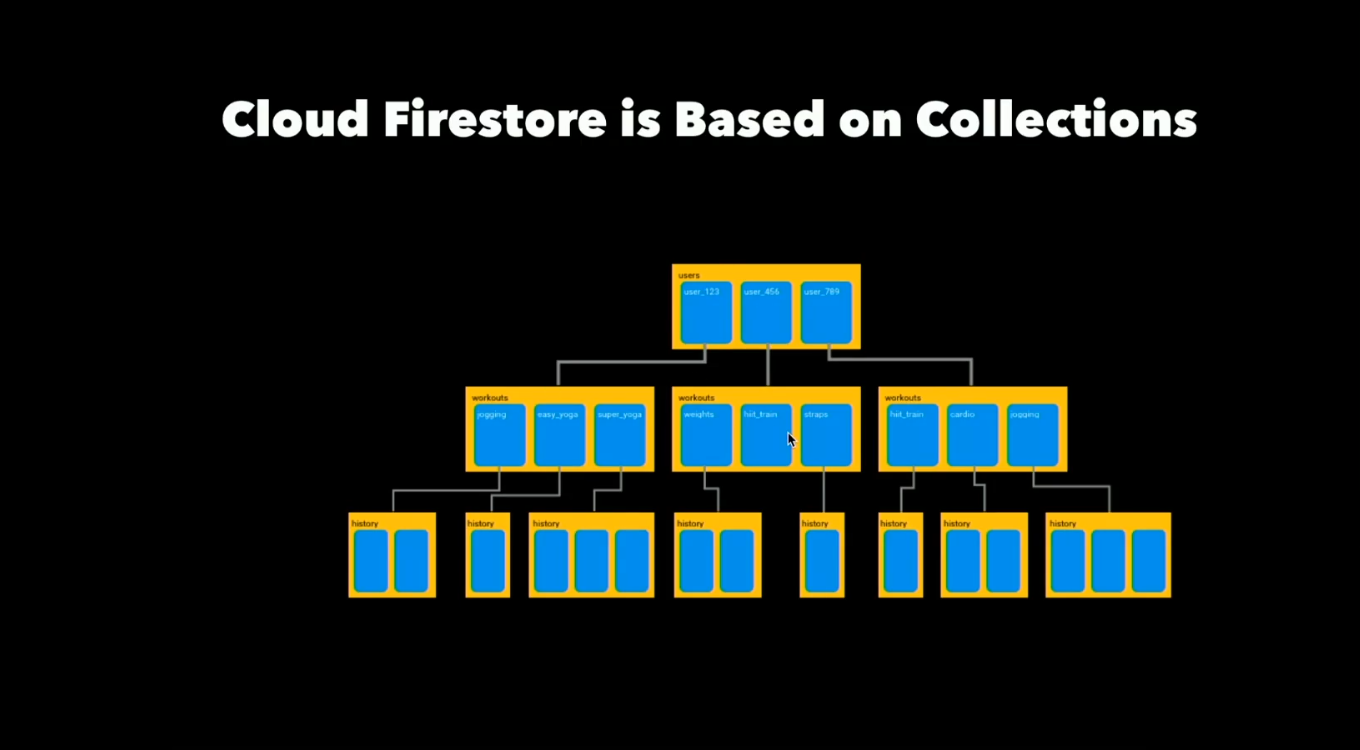 Cloud Firestore is Based on Collections
users
user_123 user_456 user_789
workouts workouts workouts
jogging easy_yoga super_yoga weights hiit_train straps hiit_train cardio jogging
history history history history history history history history